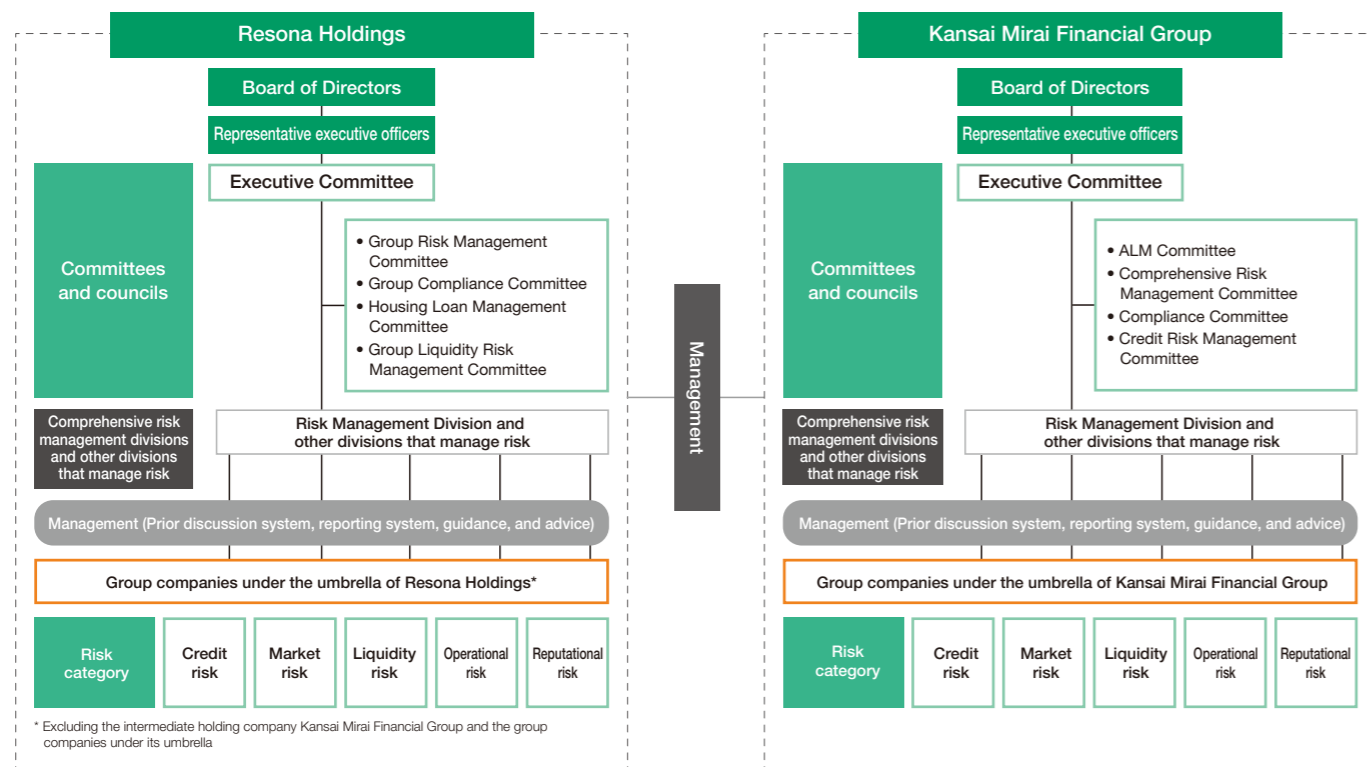 Resona Holdings
Board of Directors
Representative executive officers
Executive Committee
Committees
and councils
• Group Risk Management
Committee
• Group Compliance Committee
• Housing Loan Management
Committee
• Group Liquidity Risk
Management Committee
Comprehensive risk
management divisions
and other divisions
that manage risk
Risk Management Division and
other divisions that manage risk
Management (Prior discussion system, reporting system, guidance, and advice)
Group companies under the umbrella of Resona Holdings*
Risk
category
Credit
risk
Market
risk
Liquidity
risk
Operational
risk
Reputational
risk
* Excluding the intermediate holding company Kansai Mirai Financial Group and the group
companies under its umbrella
Management
Kansai Mirai Financial Group
Board of Directors
Representative executive officers
Executive Committee
Committees
and councils
• ALM Committee
• Comprehensive Risk
Management Committee
• Compliance Committee
• Credit Risk Management
Committee
Comprehensive risk
management divisions
and other divisions
that manage risk
Risk Management Division and
other divisions that manage risk
Management (Prior discussion system, reporting system, guidance, and advice)
Group companies under the umbrella of Kansai Mirai Financial Group
Risk
category
Credit
risk
Market
risk
Liquidity
risk
Operational
risk
Reputational
risk